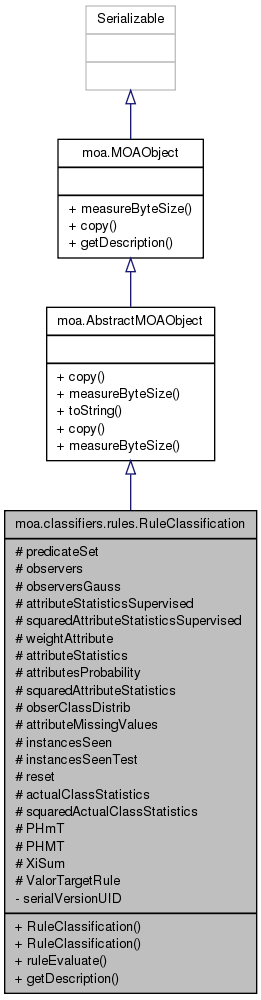 Serializable
moa.MOAObject
+ measureByteSize()
+ copy()
+ getDescription()
moa.AbstractMOAObject
+ copy()
+ measureByteSize()
+ toString()
+ copy()
+ measureByteSize()
moa.classifiers.rules.RuleClassification
# predicateSet
# observers
# observersGauss
# attributeStatisticsSupervised
# squaredAttributeStatisticsSupervised
# weightAttribute
# attributeStatistics
# attributesProbability
# squaredAttributeStatistics
# obserClassDistrib
# attributeMissingValues
# instancesSeen
# instancesSeenTest
# reset
# actualClassStatistics
# squaredActualClassStatistics
# PHmT
# PHMT
# XiSum
# ValorTargetRule
- serialVersionUID
+ RuleClassification()
+ RuleClassification()
+ ruleEvaluate()
+ getDescription()